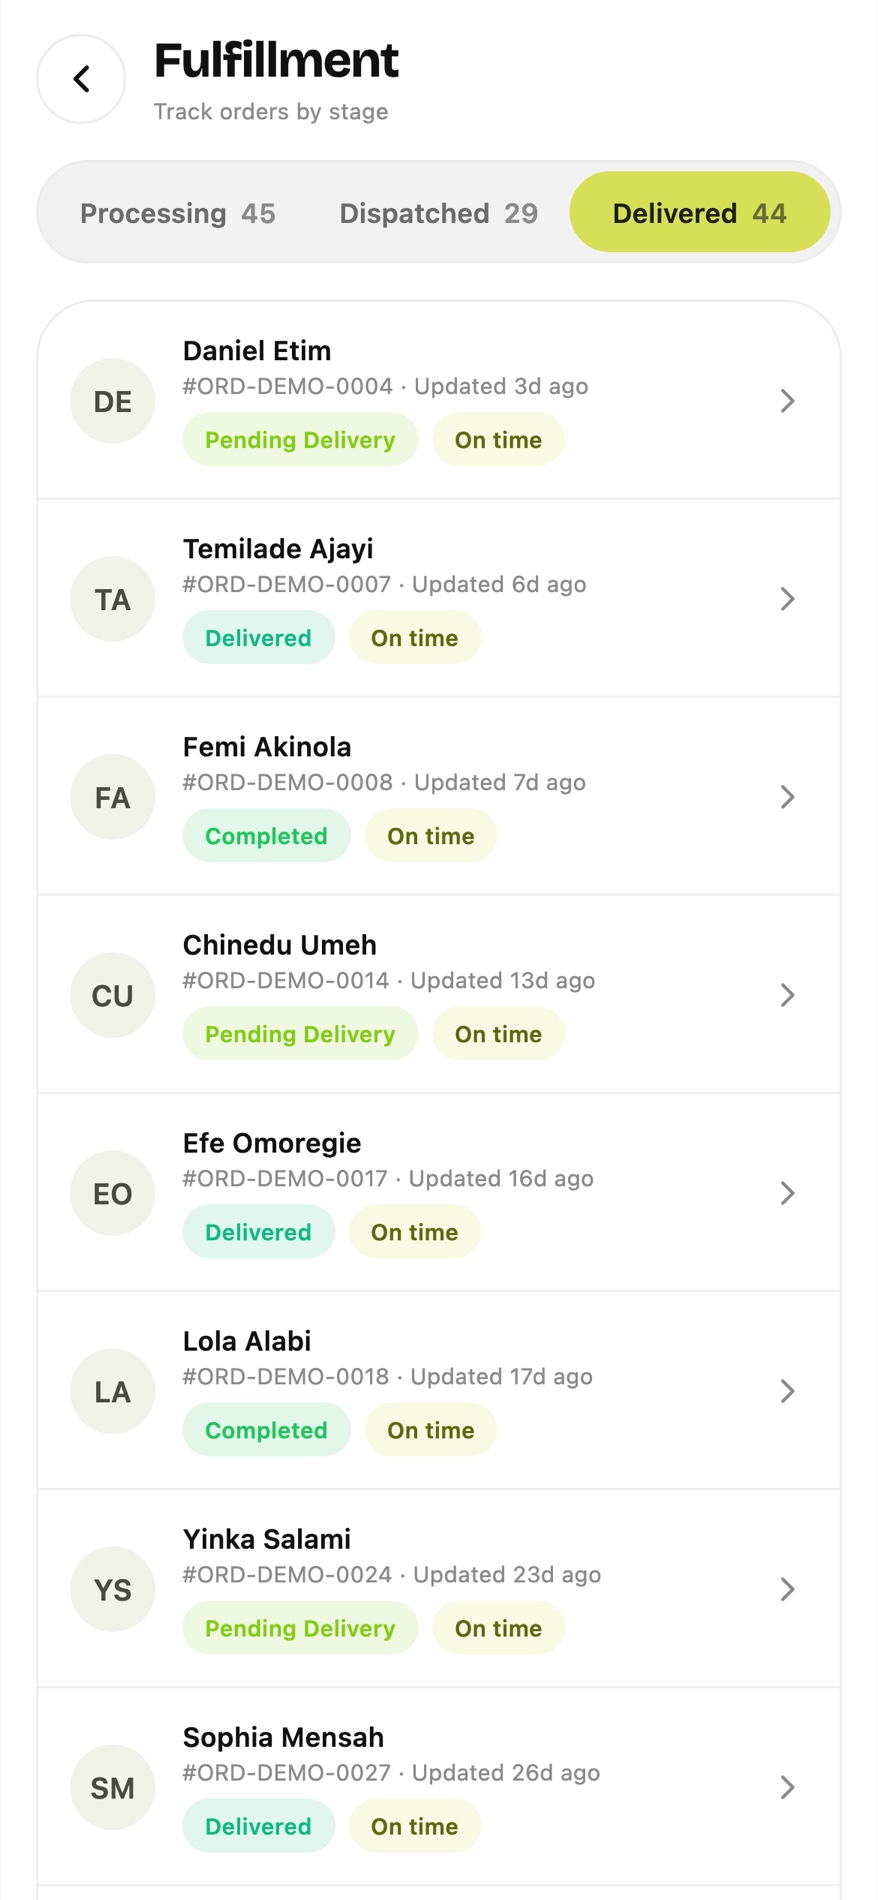 Fulfillment
Track orders by stage
Processing 45 Dispatched 29 Delivered 44
Daniel Etim
DE
#ORD-DEMO-0004 · Updated 3d ago
Pending Delivery On time
Temilade Ajayi
TA
#ORD-DEMO-0007 · Updated 6d ago
Delivered On time
Femi Akinola
FA
#ORD-DEMO-0008 · Updated 7d ago
Completed On time
Chinedu Umeh
CU
#ORD-DEMO-0014 · Updated 13d ago
Pending Delivery On time
Efe Omoregie
EO
#ORD-DEMO-0017 · Updated 16d ago
Delivered On time
Lola Alabi
LA
#ORD-DEMO-0018 · Updated 17d ago
Completed On time
Yinka Salami
YS
#ORD-DEMO-0024 · Updated 23d ago
Pending Delivery On time
Sophia Mensah
SM
#ORD-DEMO-0027 · Updated 26d ago
Delivered On time